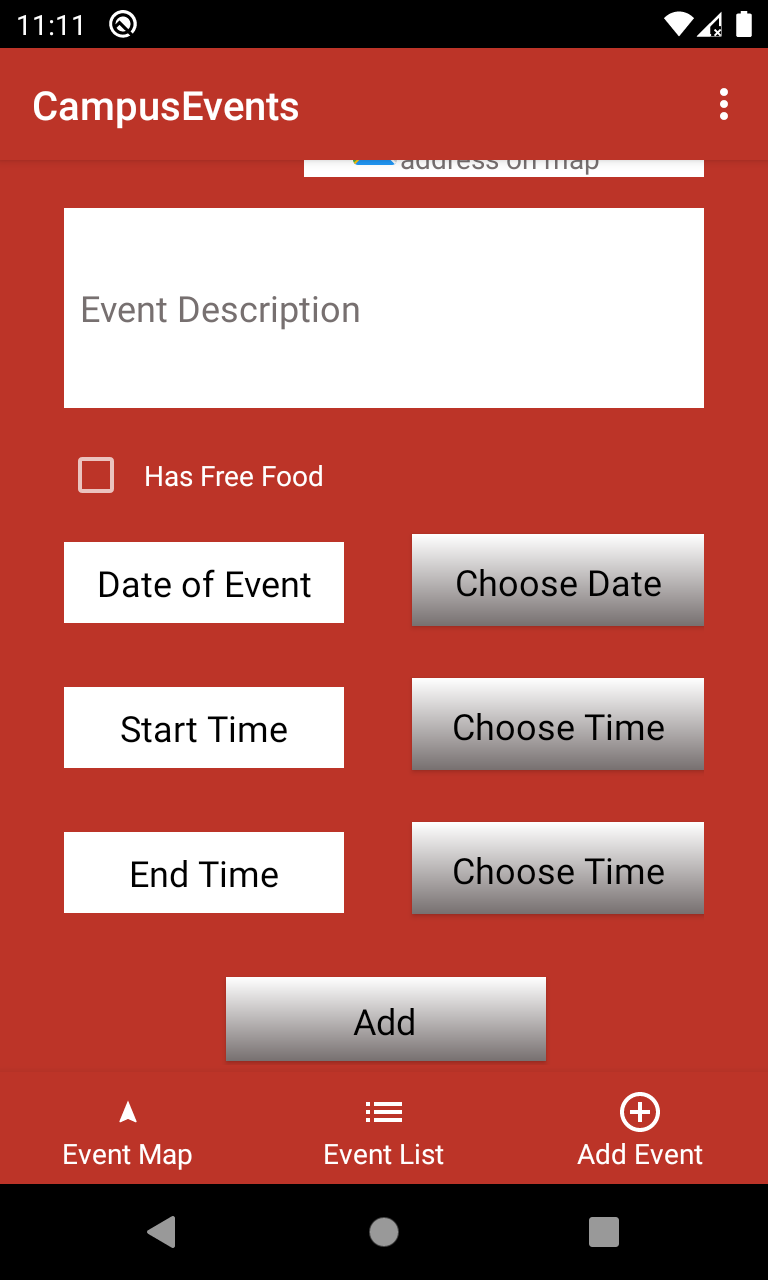 11:11
CampusEvents
address on map
Event Description
Has Free Food
Date of Event
Choose Date
Start Time
Choose Time
End Time
Choose Time
Add
Event Map
Event List
Add Event